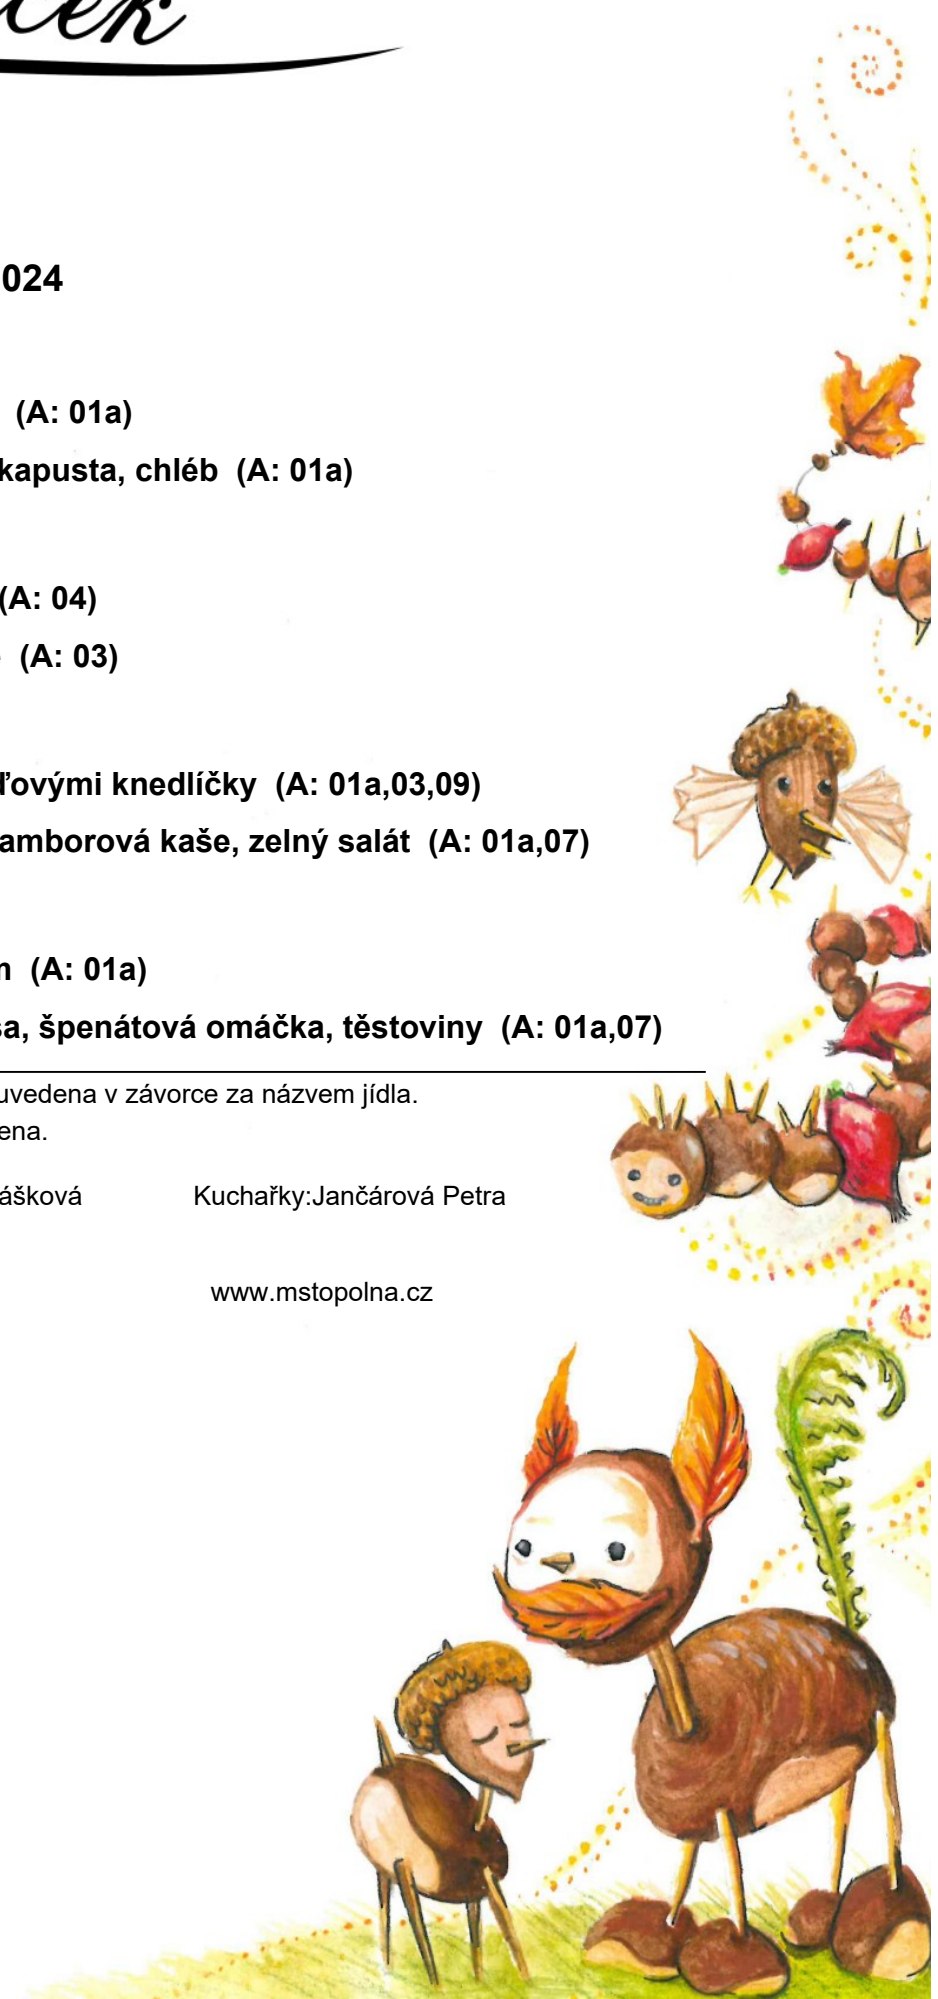 024
(A: 01a)
kapusta, chléb (A: 01a)
(A: 04)
(A: 03)
ďovými knedlíčky (A: 01a,03,09)
amborová kaše, zelný salát (A: 01a,07)
(A: 01a)
sa, špenátová omáčka, těstoviny (A: 01a,07)
uvedena v závorce za názvem jídla.
ena.
ášková Kuchařky:Jančárová Petra
www.mstopolna.cz